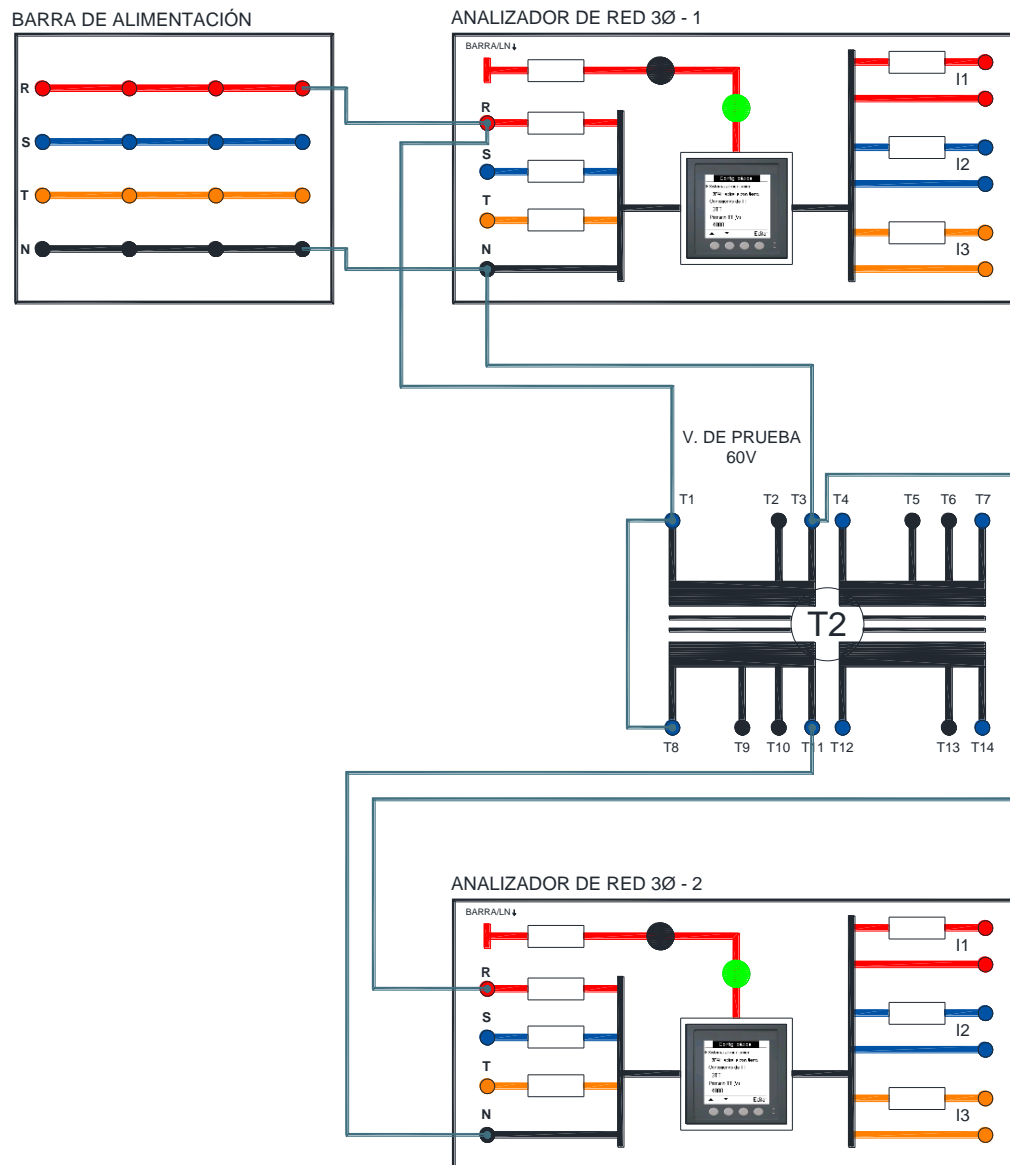 BARRA DE ALIMENTACIÓN
R
S
T
N
ANALIZADOR DE RED 3Ø - 1
BARRA/LN
R
S
T
N
I1
I2
I3
V. DE PRUEBA
60V
T1
T2
T3
T4
T5
T6
T7
T2
T8
T9
T10
T11
T12
T13
T14
ANALIZADOR DE RED 3Ø - 2
BARRA/LN
R
S
T
N
I1
I2
I3